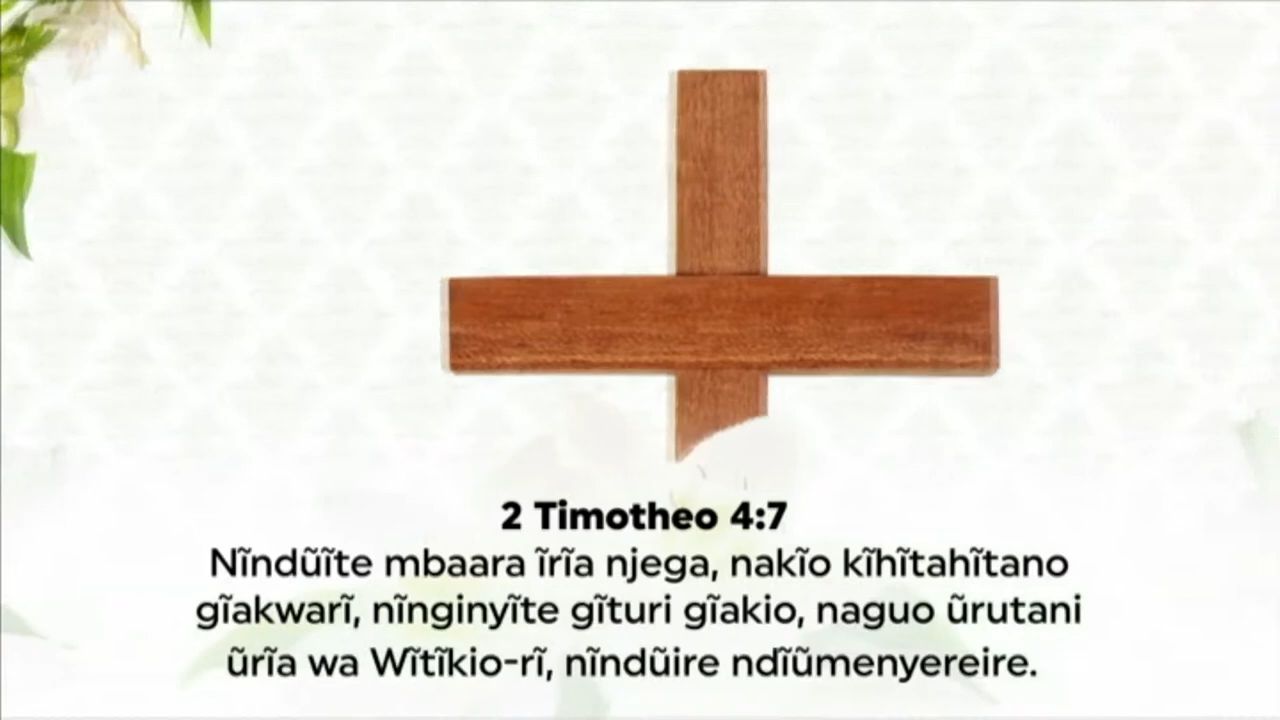 2 Timotheo 4:7
Nĩndũĩte mbaara ĩrĩa njega, nakĩo kĩhĩtahĩtano
gĩakwarĩ, nĩnginyĩte gĩturi gĩakio, naguo ũrutani
ũrĩa wa Wĩtĩkio-rĩ, nĩndũire ndĩũmenyereire.